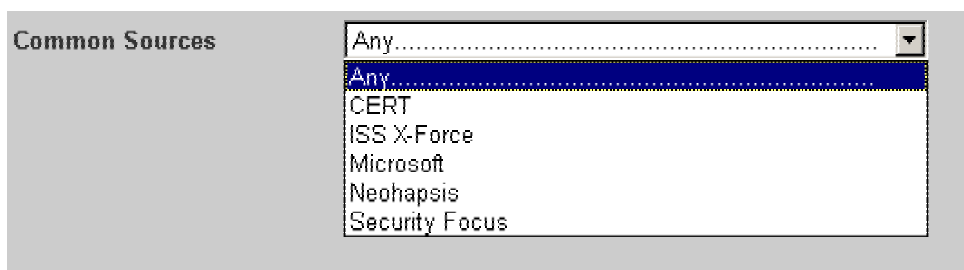 Common Sources Any............................................................
Any............................................................
CERT
ISS X-Force
Microsoft
Neohapsis
Security Focus